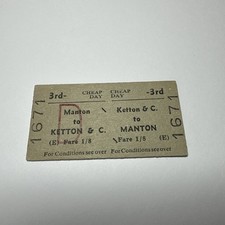 3rd- CHEAP DAY CHEAP DAY -3rd
Manton to KETTON & C.
Ketton & C. to MANTON
(E) Fare 1/8 Fare 1/8 (E)
For Conditions see over For Conditions see over
1671
1671
D